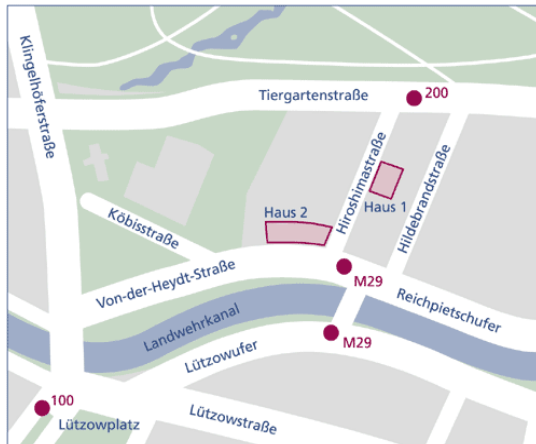 Klingelhöferstraße
Tiergartenstraße
200
Hiroshimastraße
Haus 1
Hildebrandstraße
Haus 2
Köbisstraße
Von-der-Heydt-Straße
M29
Reichpietschufer
Landwehrkanal
Lützowufer
M29
100
Lützowplatz
Lützowstraße